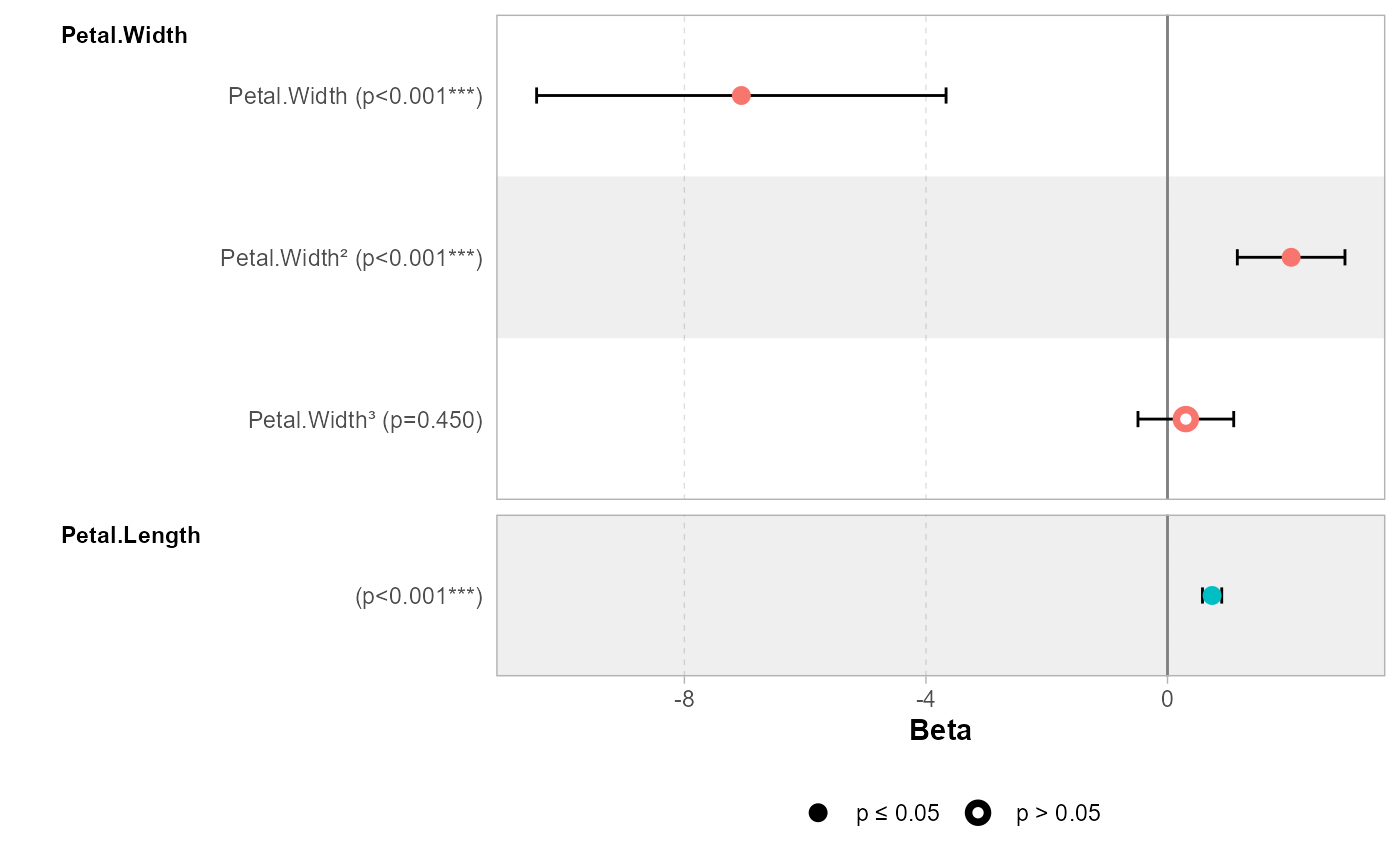 Petal.Width
Petal.Width (p<0.001***)
Petal.Width² (p<0.001***)
Petal.Width³ (p=0.450)
Petal.Length
(p<0.001***)
-8 -4 0
Beta
p ≤ 0.05 p > 0.05